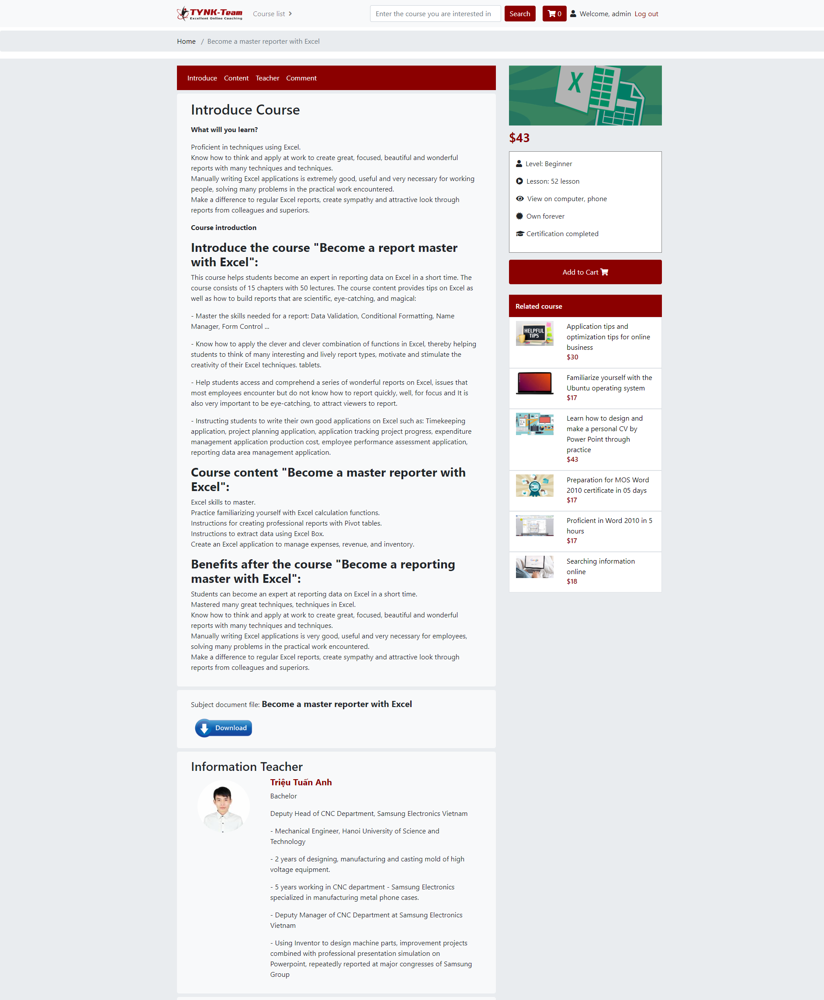 TYNK-Team
Excellent Online Coaching
Course list
Enter the course you are interested in
Search
0
Welcome, admin
Log out
Home / Become a master reporter with Excel
Introduce Content Teacher Comment
Introduce Course
What will you learn?
Proficient in techniques using Excel.
Know how to think and apply at work to create great, focused, beautiful and wonderful
reports with many techniques and techniques.
Manually writing Excel applications is extremely good, useful and very necessary for working
people, solving many problems in the practical work encountered.
Make a difference to regular Excel reports, create sympathy and attractive look through
reports from colleagues and superiors.
Course introduction
Introduce the course "Become a report master
with Excel":
This course helps students become an expert in reporting data on Excel in a short time. The
course consists of 15 chapters with 50 lectures. The course content provides tips on Excel as
well as how to build reports that are scientific, eye-catching, and magical:
- Master the skills needed for a report: Data Validation, Conditional Formatting, Name
Manager, Form Control ...
- Know how to apply the clever and clever combination of functions in Excel, thereby helping
students to think of many interesting and lively report types, motivate and stimulate the
creativity of their Excel techniques. tablets.
- Help students access and comprehend a series of wonderful reports on Excel, issues that
most employees encounter but do not know how to report quickly, well, for focus and It is
also very important to be eye-catching, to attract viewers to report.
- Instructing students to write their own good applications on Excel such as: Timekeeping
application, project planning application, application tracking project progress, expenditure
management application production cost, employee performance assessment application,
reporting data area management application.
Course content "Become a master reporter with
Excel":
Excel skills to master.
Practice familiarizing yourself with Excel calculation functions.
Instructions for creating professional reports with Pivot tables.
Instructions to extract data using Excel Box.
Create an Excel application to manage expenses, revenue, and inventory.
Benefits after the course "Become a reporting
master with Excel":
Students can become an expert at reporting data on Excel in a short time.
Mastered many great techniques, techniques in Excel.
Know how to think and apply at work to create great, focused, beautiful and wonderful
reports with many techniques and techniques.
Manually writing Excel applications is very good, useful and very necessary for employees,
solving many problems in the practical work encountered.
Make a difference to regular Excel reports, create sympathy and attractive look through
reports from colleagues and superiors.
Subject document file: Become a master reporter with Excel
Download
Information Teacher
Triệu Tuấn Anh
Bachelor
Deputy Head of CNC Department, Samsung Electronics Vietnam
- Mechanical Engineer, Hanoi University of Science and
Technology
- 2 years of designing, manufacturing and casting mold of high
voltage equipment.
- 5 years working in CNC department - Samsung Electronics
specialized in manufacturing metal phone cases.
- Deputy Manager of CNC Department at Samsung Electronics
Vietnam
- Using Inventor to design machine parts, improvement projects
combined with professional presentation simulation on
Powerpoint, repeatedly reported at major congresses of Samsung
Group
X
$43
Level: Beginner
Lesson: 52 lesson
View on computer, phone
Own forever
Certification completed
Add to Cart
Related course
HELPFUL
TIPS
Application tips and
optimization tips for online
business
$30
Familiarize yourself with the
Ubuntu operating system
$17
Learn how to design and
make a personal CV by
Power Point through
practice
$43
Preparation for MOS Word
2010 certificate in 05 days
$17
Proficient in Word 2010 in 5
hours
$17
Google
Searching information
online
$18